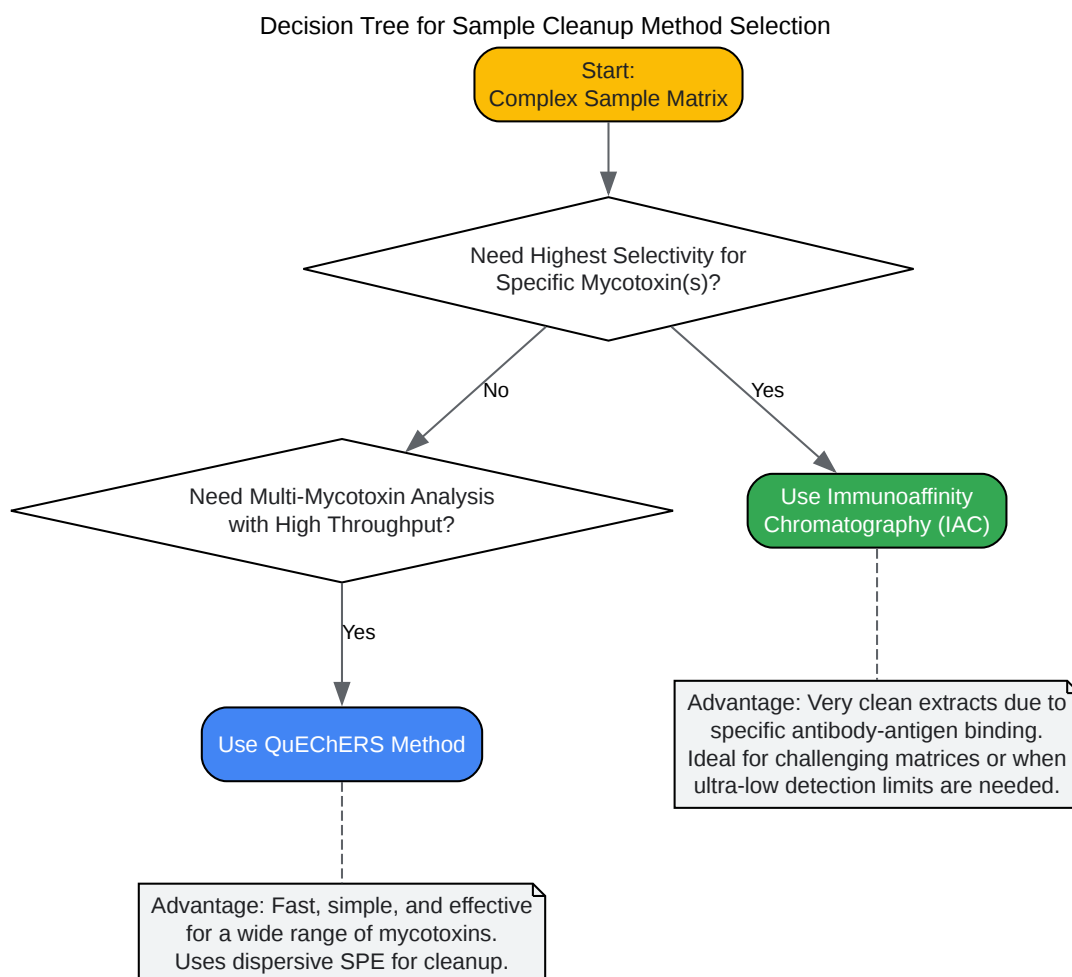 Decision Tree for Sample Cleanup Method Selection
Start:
Complex Sample Matrix
Need Highest Selectivity for
Specific Mycotoxin(s)?
No
Yes
Need Multi-Mycotoxin Analysis
with High Throughput?
Use Immunoaffinity
Chromatography (IAC)
Yes
Advantage: Very clean extracts due to
specific antibody-antigen binding.
Ideal for challenging matrices or when
ultra-low detection limits are needed.
Use QuEChERS Method
Advantage: Fast, simple, and effective
for a wide range of mycotoxins.
Uses dispersive SPE for cleanup.